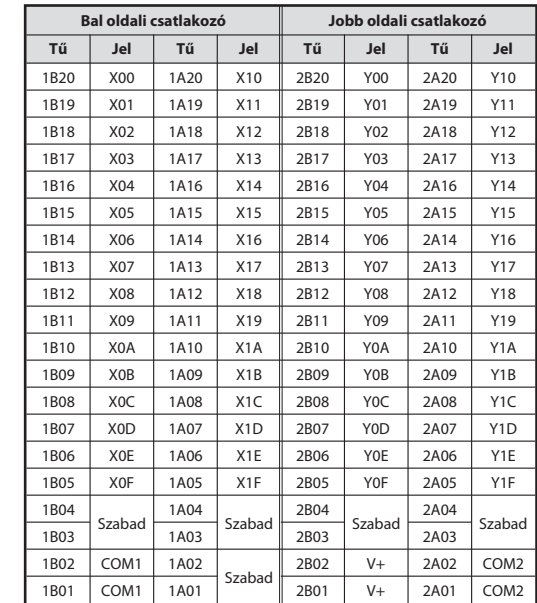 Bal oldali csatlakozó Jobb oldali csatlakozó
Tű Jel Tű Jel Tű Jel Tű Jel
1B20 X00 1A20 X10 2B20 Y00 2A20 Y10
1B19 X01 1A19 X11 2B19 Y01 2A19 Y11
1B18 X02 1A18 X12 2B18 Y02 2A18 Y12
1B17 X03 1A17 X13 2B17 Y03 2A17 Y13
1B16 X04 1A16 X14 2B16 Y04 2A16 Y14
1B15 X05 1A15 X15 2B15 Y05 2A15 Y15
1B14 X06 1A14 X16 2B14 Y06 2A14 Y16
1B13 X07 1A13 X17 2B13 Y07 2A13 Y17
1B12 X08 1A12 X18 2B12 Y08 2A12 Y18
1B11 X09 1A11 X19 2B11 Y09 2A11 Y19
1B10 X0A 1A10 X1A 2B10 Y0A 2A10 Y1A
1B09 X0B 1A09 X1B 2B09 Y0B 2A09 Y1B
1B08 X0C 1A08 X1C 2B08 Y0C 2A08 Y1C
1B07 X0D 1A07 X1D 2B07 Y0D 2A07 Y1D
1B06 X0E 1A06 X1E 2B06 Y0E 2A06 Y1E
1B05 X0F 1A05 X1F 2B05 Y0F 2A05 Y1F
1B04 Szabad 1A04 Szabad 2B04 Szabad 2A04 Szabad
1B03 1A03 2B03 2A03
1B02 COM1 1A02 Szabad 2B02 V+ 2A02 COM2
1B01 COM1 1A01 2B01 V+ 2A01 COM2